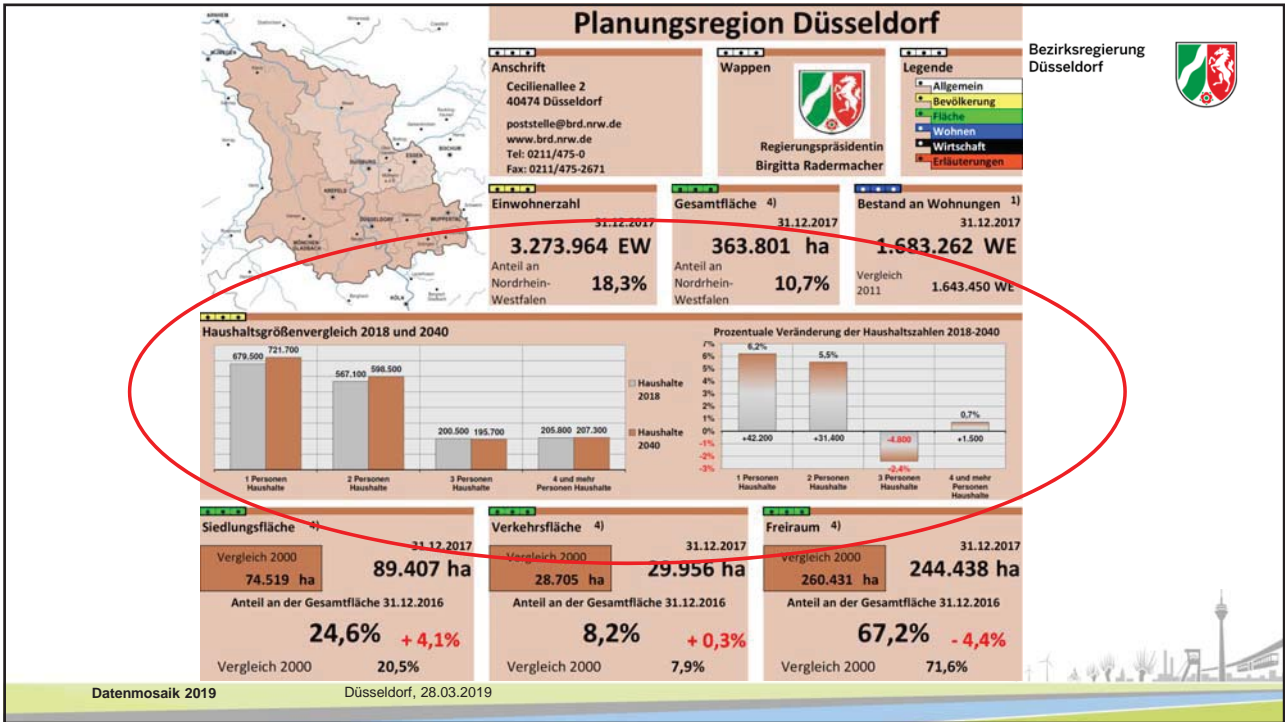 Planungsregion Düsseldorf
Bezirksregierung
Düsseldorf
ARNHEM
DUISBURG
ESSEN
BOCHUM
KREFELD
DÜSSELDORF
WUPPERTAL
MÖNCHEN-
GLADBACH
KÖLN
Anschrift
Cecilienallee 2
40474 Düsseldorf
poststelle@brd.nrw.de
www.brd.nrw.de
Tel: 0211/475-0
Fax: 0211/475-2671
Wappen
Regierungspräsidentin
Birgitta Radermacher
Legende
Allgemein
Bevölkerung
Fläche
Wohnen
Wirtschaft
Erläuterungen
Einwohnerzahl
31.12.2017
3.273.964 EW
Anteil an
Nordrhein-
Westfalen
18,3%
Gesamtfläche 4)
31.12.2017
363.801 ha
Anteil an
Nordrhein-
Westfalen
10,7%
Bestand an Wohnungen 1)
31.12.2017
1.683.262 WE
Vergleich
2011
1.643.450 WE
Haushaltsgrößenvergleich 2018 und 2040
679.500 721.700
567.100 598.500
200.500 195.700
205.800 207.300
1 Personen
Haushalte
2 Personen
Haushalte
3 Personen
Haushalte
4 und mehr
Personen Haushalte
Haushalte
2018
Haushalte
2040
Prozentuale Veränderung der Haushaltszahlen 2018-2040
7%
6%
5%
4%
3%
2%
1%
0%
-1%
-2%
-3%
6,2%
5,5%
0,7%
+42.200
+31.400
-4.800
+1.500
-2,4%
1 Personen
Haushalte
2 Personen
Haushalte
3 Personen
Haushalte
4 und mehr
Personen
Haushalte
Siedlungsfläche 4)
31.12.2017
Vergleich 2000
74.519 ha
89.407 ha
Anteil an der Gesamtfläche 31.12.2016
24,6% + 4,1%
Vergleich 2000 20,5%
Verkehrsfläche 4)
31.12.2017
Vergleich 2000
28.705 ha
29.956 ha
Anteil an der Gesamtfläche 31.12.2016
8,2% + 0,3%
Vergleich 2000 7,9%
Freiraum 4)
31.12.2017
Vergleich 2000
260.431 ha
244.438 ha
Anteil an der Gesamtfläche 31.12.2016
67,2% - 4,4%
Vergleich 2000 71,6%
Datenmosaik 2019
Düsseldorf, 28.03.2019